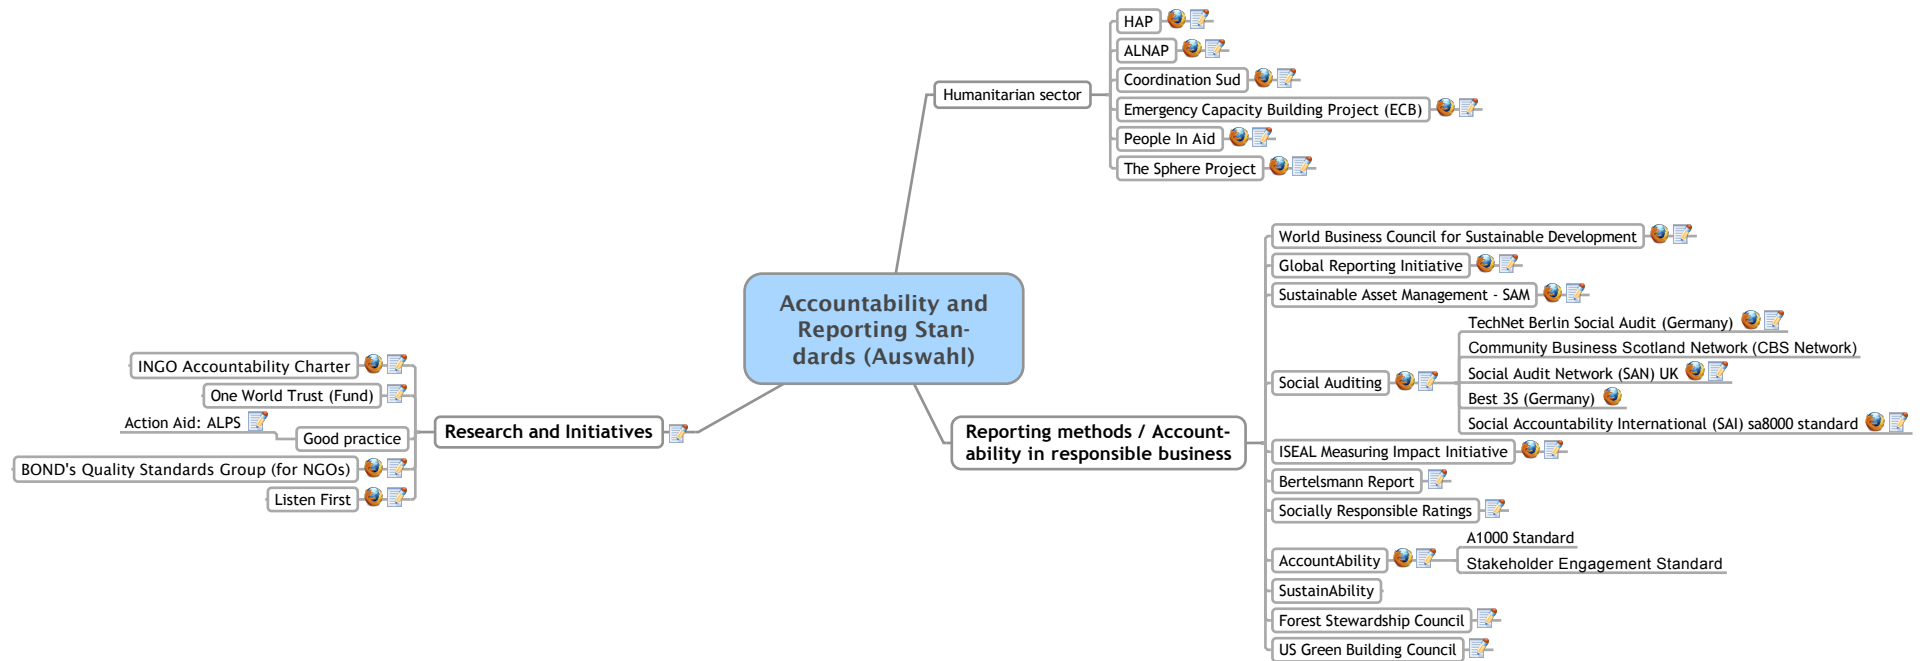 Accountability and
Reporting Stan-
dards (Auswahl)
Humanitarian sector
HAP
ALNAP
Coordination Sud
Emergency Capacity Building Project (ECB)
People In Aid
The Sphere Project
Reporting methods / Account-
ability in responsible business
World Business Council for Sustainable Development
Global Reporting Initiative
Sustainable Asset Management - SAM
Social Auditing
TechNet Berlin Social Audit (Germany)
Community Business Scotland Network (CBS Network)
Social Audit Network (SAN) UK
Best 3S (Germany)
Social Accountability International (SAI) sa8000 standard
ISEAL Measuring Impact Initiative
Bertelsmann Report
Socially Responsible Ratings
AccountAbility
A1000 Standard
Stakeholder Engagement Standard
SustainAbility
Forest Stewardship Council
US Green Building Council
Research and Initiatives
INGO Accountability Charter
One World Trust (Fund)
Good practice
Action Aid: ALPS
BOND's Quality Standards Group (for NGOs)
Listen First